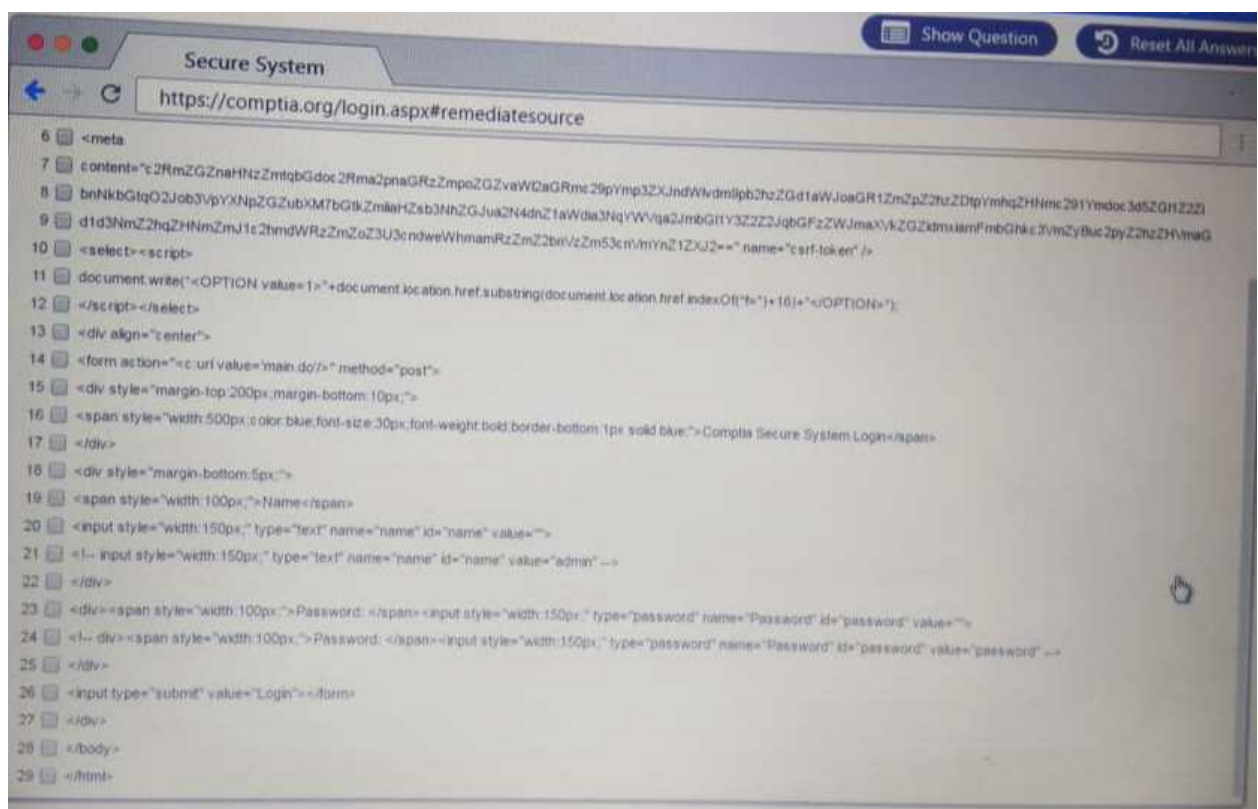 Show Question
Reset All Answers
Secure System
https://comptia.org/login.aspx#remediatesource
6 <meta
7
8
9 name="csrf-token" />
10 <select><script>
11 document.write("<OPTION value=1>"+document.location.href.substring(document.location.href.indexOf("f=")+16)+"</OPTION>");
12 </script></select>
13 <div align="center">
14 <form action="<c:url value='main.do'/>" method="post">
15 <div style="margin-top:200px;margin-bottom:10px;">
16 <span style="width:500px;color:blue;font-size:30px;font-weight:bold;border-bottom:1px solid blue;">Comptia Secure System Login</span>
17 </div>
18 <div style="margin-bottom:5px;">
19 <span style="width:100px;">Name</span>
20 <input style="width:150px;" type="text" name="name" id="name" value="">
21 <!-- input style="width:150px;" type="text" name="name" id="name" value="admin" -->
22 </div>
23 <div><span style="width:100px;">Password: </span><input style="width:150px;" type="password" name="Password" id="password" value="">
24 <!-- div><span style="width:100px;">Password: </span><input style="width:150px;" type="password" name="Password" id="password" value="password" -->
25 </div>
26 <input type="submit" value="Login"></form>
27 </div>
28 </body>
29 </html>